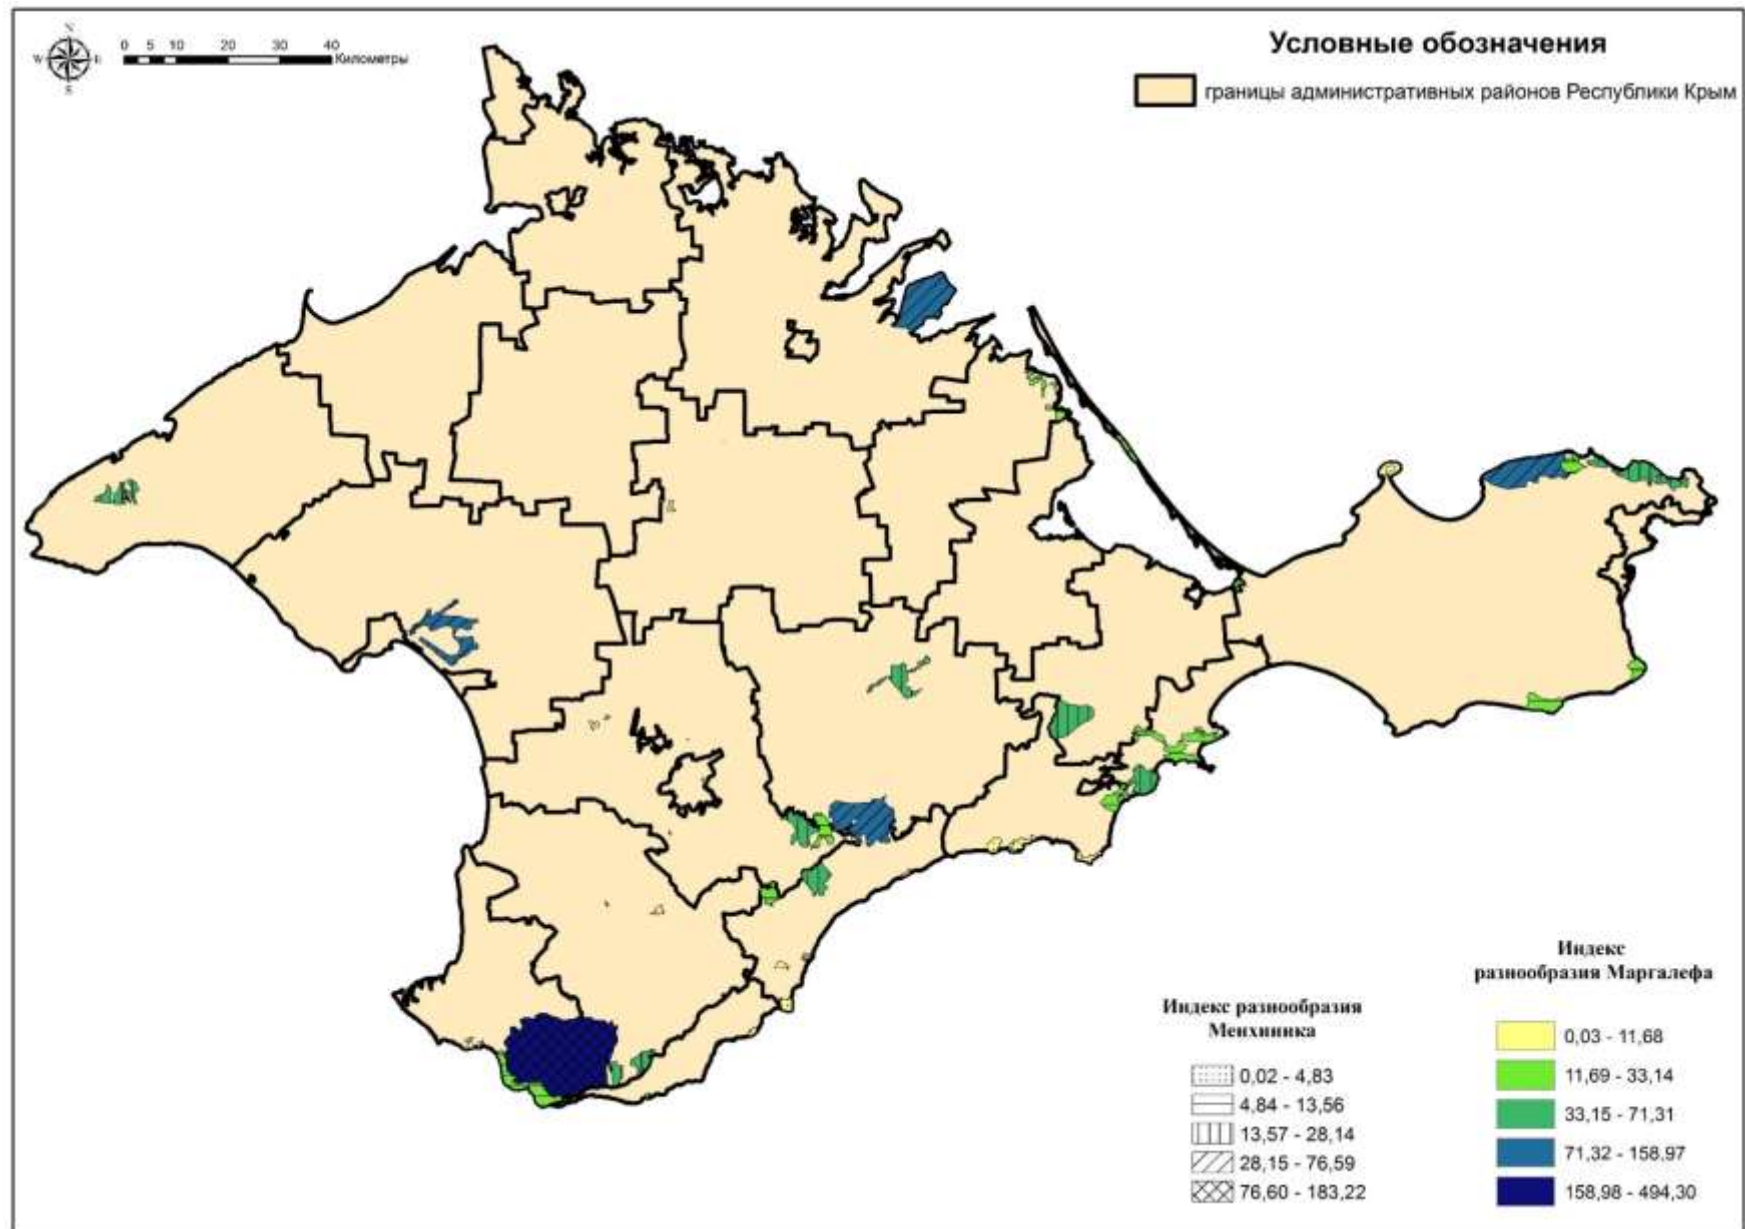 N
W
E
S
0 5 10 20 30 40
Километры
Условные обозначения
границы административных районов Республики Крым
Индекс разнообразия
Менхиника
0,02 - 4,83
4,84 - 13,56
13,57 - 28,14
28,15 - 76,59
76,60 - 183,22
Индекс
разнообразия Маргалефа
0,03 - 11,68
11,69 - 33,14
33,15 - 71,31
71,32 - 158,97
158,98 - 494,30